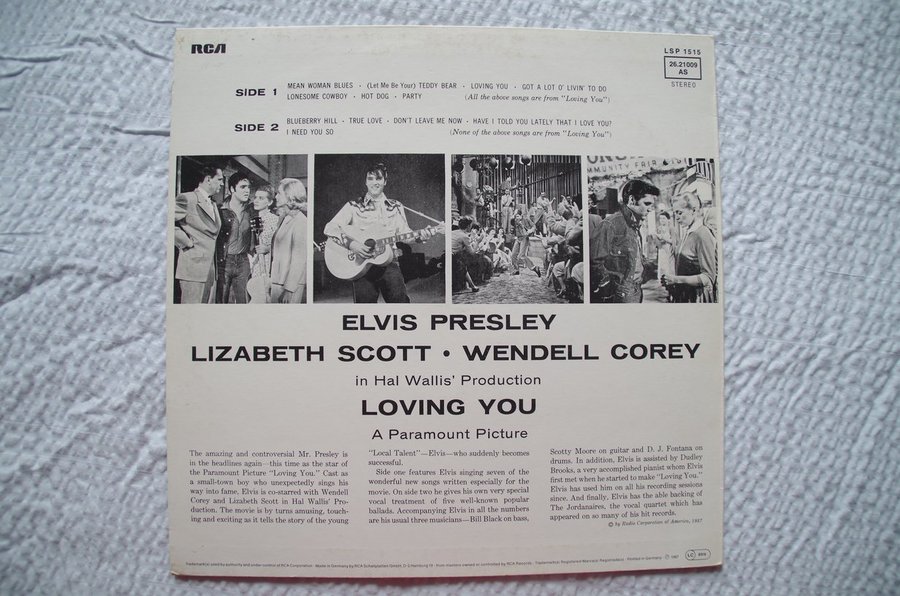 RCA
LSP 1515
26.21009
AS
STEREO
SIDE 1
MEAN WOMAN BLUES · (Let Me Be Your) TEDDY BEAR · LOVING YOU · GOT A LOT O' LIVIN' TO DO
LONESOME COWBOY · HOT DOG · PARTY (All the above songs are from "Loving You")
SIDE 2
BLUEBERRY HILL · TRUE LOVE · DON'T LEAVE ME NOW · HAVE I TOLD YOU LATELY THAT I LOVE YOU?
I NEED YOU SO (None of the above songs are from "Loving You")
COMMUNITY FAIR
ELVIS PRESLEY
LIZABETH SCOTT • WENDELL COREY
in Hal Wallis' Production
LOVING YOU
A Paramount Picture
The amazing and controversial Mr. Presley is
in the headlines again—this time as the star of
the Paramount Picture "Loving You." Cast as
a small-town boy who unexpectedly sings his
way into fame, Elvis is co-starred with Wendell
Corey and Lizabeth Scott in Hal Wallis' Pro-
duction. The movie is by turns amusing, touch-
ing and exciting as it tells the story of the young
"Local Talent"—Elvis—who suddenly becomes
successful.
Side one features Elvis singing seven of the
wonderful new songs written especially for the
movie. On side two he gives his own very special
vocal treatment of five well-known popular
ballads. Accompanying Elvis in all the numbers
are his usual three musicians—Bill Black on bass,
Scotty Moore on guitar and D. J. Fontana on
drums. In addition, Elvis is assisted by Dudley
Brooks, a very accomplished pianist whom Elvis
first met when he started to make "Loving You."
Elvis has used him on all his recording sessions
since. And finally, Elvis has the able backing of
The Jordanaires, the vocal quartet which has
appeared on so many of his hit records.
© by Radio Corporation of America, 1957
LC